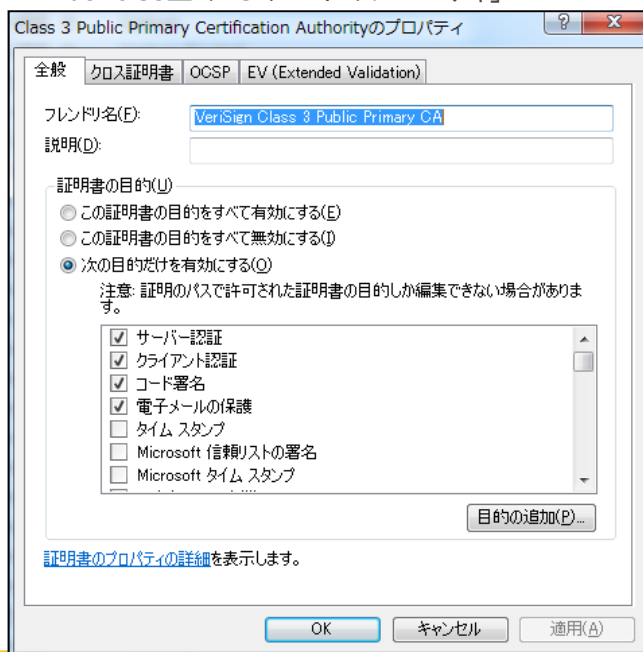 Class 3 Public Primary Certification Authorityのプロパティ
全般 クロス証明書 OCSP EV (Extended Validation)
フレンドリ名(F): VeriSign Class 3 Public Primary CA
説明(D):
証明書の目的(U)
この証明書の目的をすべて有効にする(E)
この証明書の目的をすべて無効にする(I)
次の目的だけを有効にする(O)
注意: 証明のパスで許可された証明書の目的しか編集できない場合がありま
す。
サーバー認証
クライアント認証
コード署名
電子メールの保護
タイム スタンプ
Microsoft 信頼リストの署名
Microsoft タイム スタンプ
目的の追加(P)...
証明書のプロパティの詳細を表示します。
OK キャンセル 適用(A)